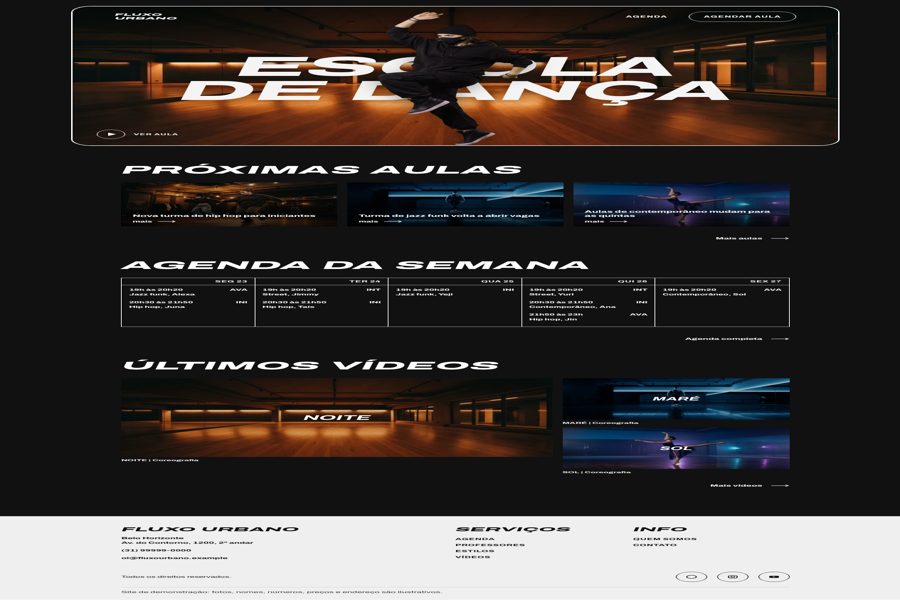 FLUXO
URBANO
AGENDA
AGENDAR AULA
ESCOLA
DE DANÇA
VER AULA
PRÓXIMAS AULAS
Nova turma de hip hop para iniciantes
mais
Turma de jazz funk volta a abrir vagas
mais
Aulas de contemporâneo mudam para
as quintas
mais
Mais aulas
AGENDA DA SEMANA
SEG 23
19h às 20h20 AVA
Jazz funk, Alexa
20h30 às 21h50 INI
Hip hop, Juna
TER 24
19h às 20h20 INT
Street, Jimmy
20h30 às 21h50 INI
Hip hop, Tais
QUA 25
19h às 20h20 INI
Jazz funk, Yeji
QUI 26
19h às 20h20 INT
Street, Yuri
20h30 às 21h50 INI
Contemporâneo, Ana
21h50 às 23h AVA
Hip hop, Jin
SEX 27
19h às 20h20 AVA
Contemporâneo, Sol
Agenda completa
ÚLTIMOS VÍDEOS
NOITE
NOITE | Coreografia
MARÉ
MARÉ | Coreografia
SOL
SOL | Coreografia
Mais vídeos
FLUXO URBANO
Belo Horizonte
Av. do Contorno, 1200, 2º andar
(31) 99999-0000
oi@fluxourbano.example
SERVIÇOS
AGENDA
PROFESSORES
ESTILOS
VÍDEOS
INFO
QUEM SOMOS
CONTATO
Todos os direitos reservados.
Site de demonstração: fotos, nomes, números, preços e endereço são ilustrativos.